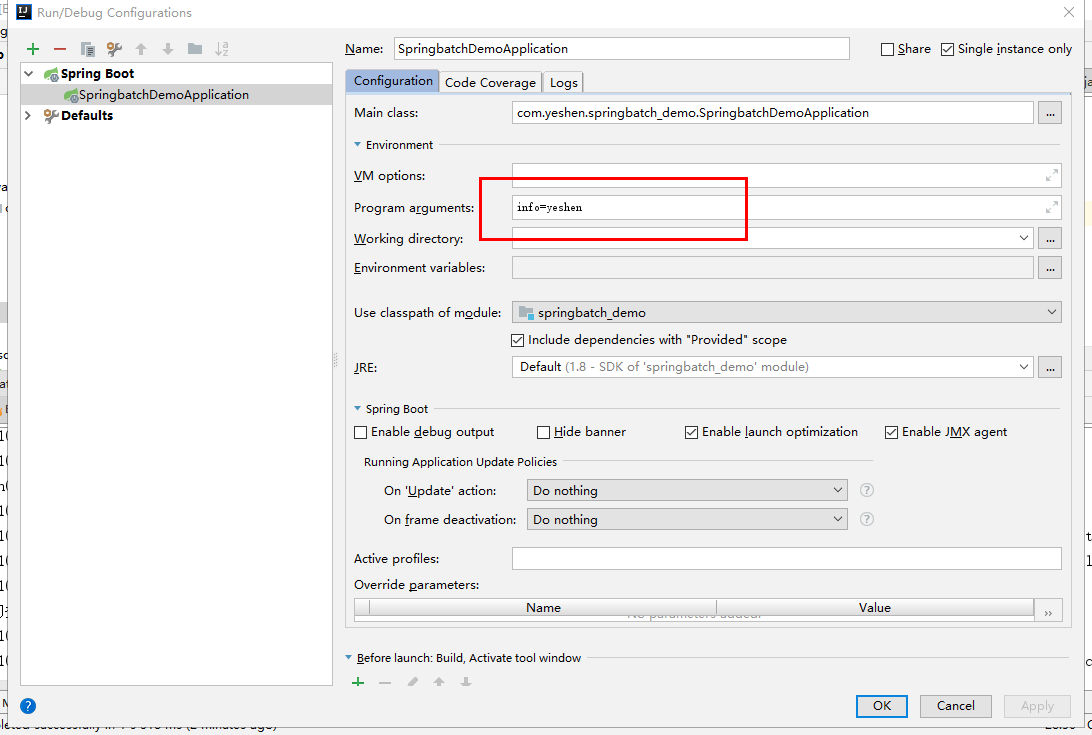 Run/Debug Configurations
Name: SpringbatchDemoApplication
Share
Single instance only
Spring Boot
SpringbatchDemoApplication
Defaults
Configuration
Code Coverage
Logs
Main class: com.yeshen.springbatch_demo.SpringbatchDemoApplication ...
Environment
VM options:
Program arguments: info=yeshen
Working directory: ...
Environment variables: ...
Use classpath of module: springbatch_demo
Include dependencies with "Provided" scope
JRE: Default (1.8 - SDK of 'springbatch_demo' module) ...
Spring Boot
Enable debug output
Hide banner
Enable launch optimization
Enable JMX agent
Running Application Update Policies
On 'Update' action: Do nothing ?
On frame deactivation: Do nothing ?
Active profiles:
Override parameters:
Name Value
No parameters added. »
Before launch: Build, Activate tool window
? OK Cancel Apply